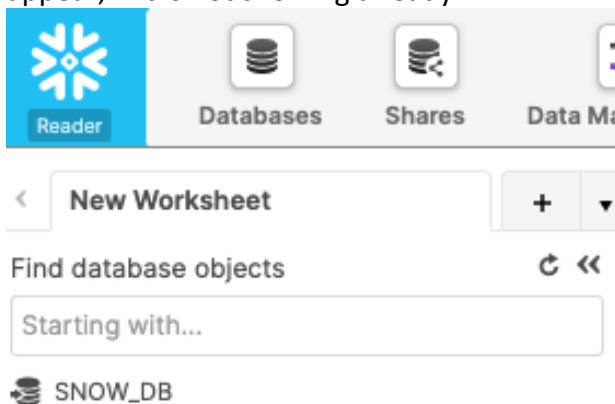 Reader
Databases
Shares
New Worksheet
+
Find database objects
Starting with...
SNOW_DB